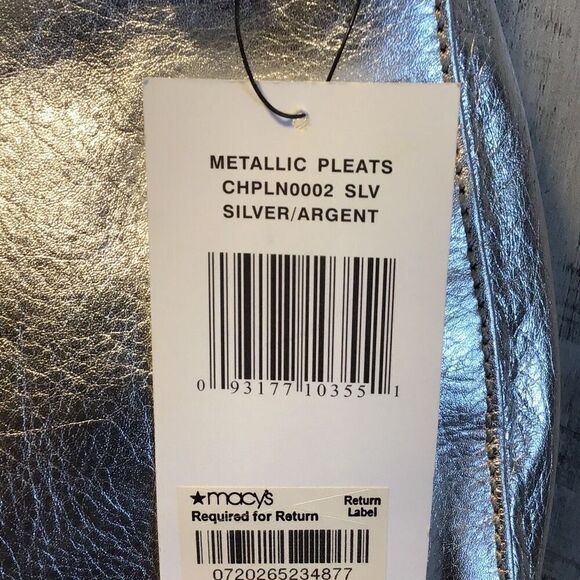 METALLIC PLEATS
CHPLN0002 SLV
SILVER/ARGENT
0 93177 10355 1
★macy's Return
Required for Return Label
0720265234877